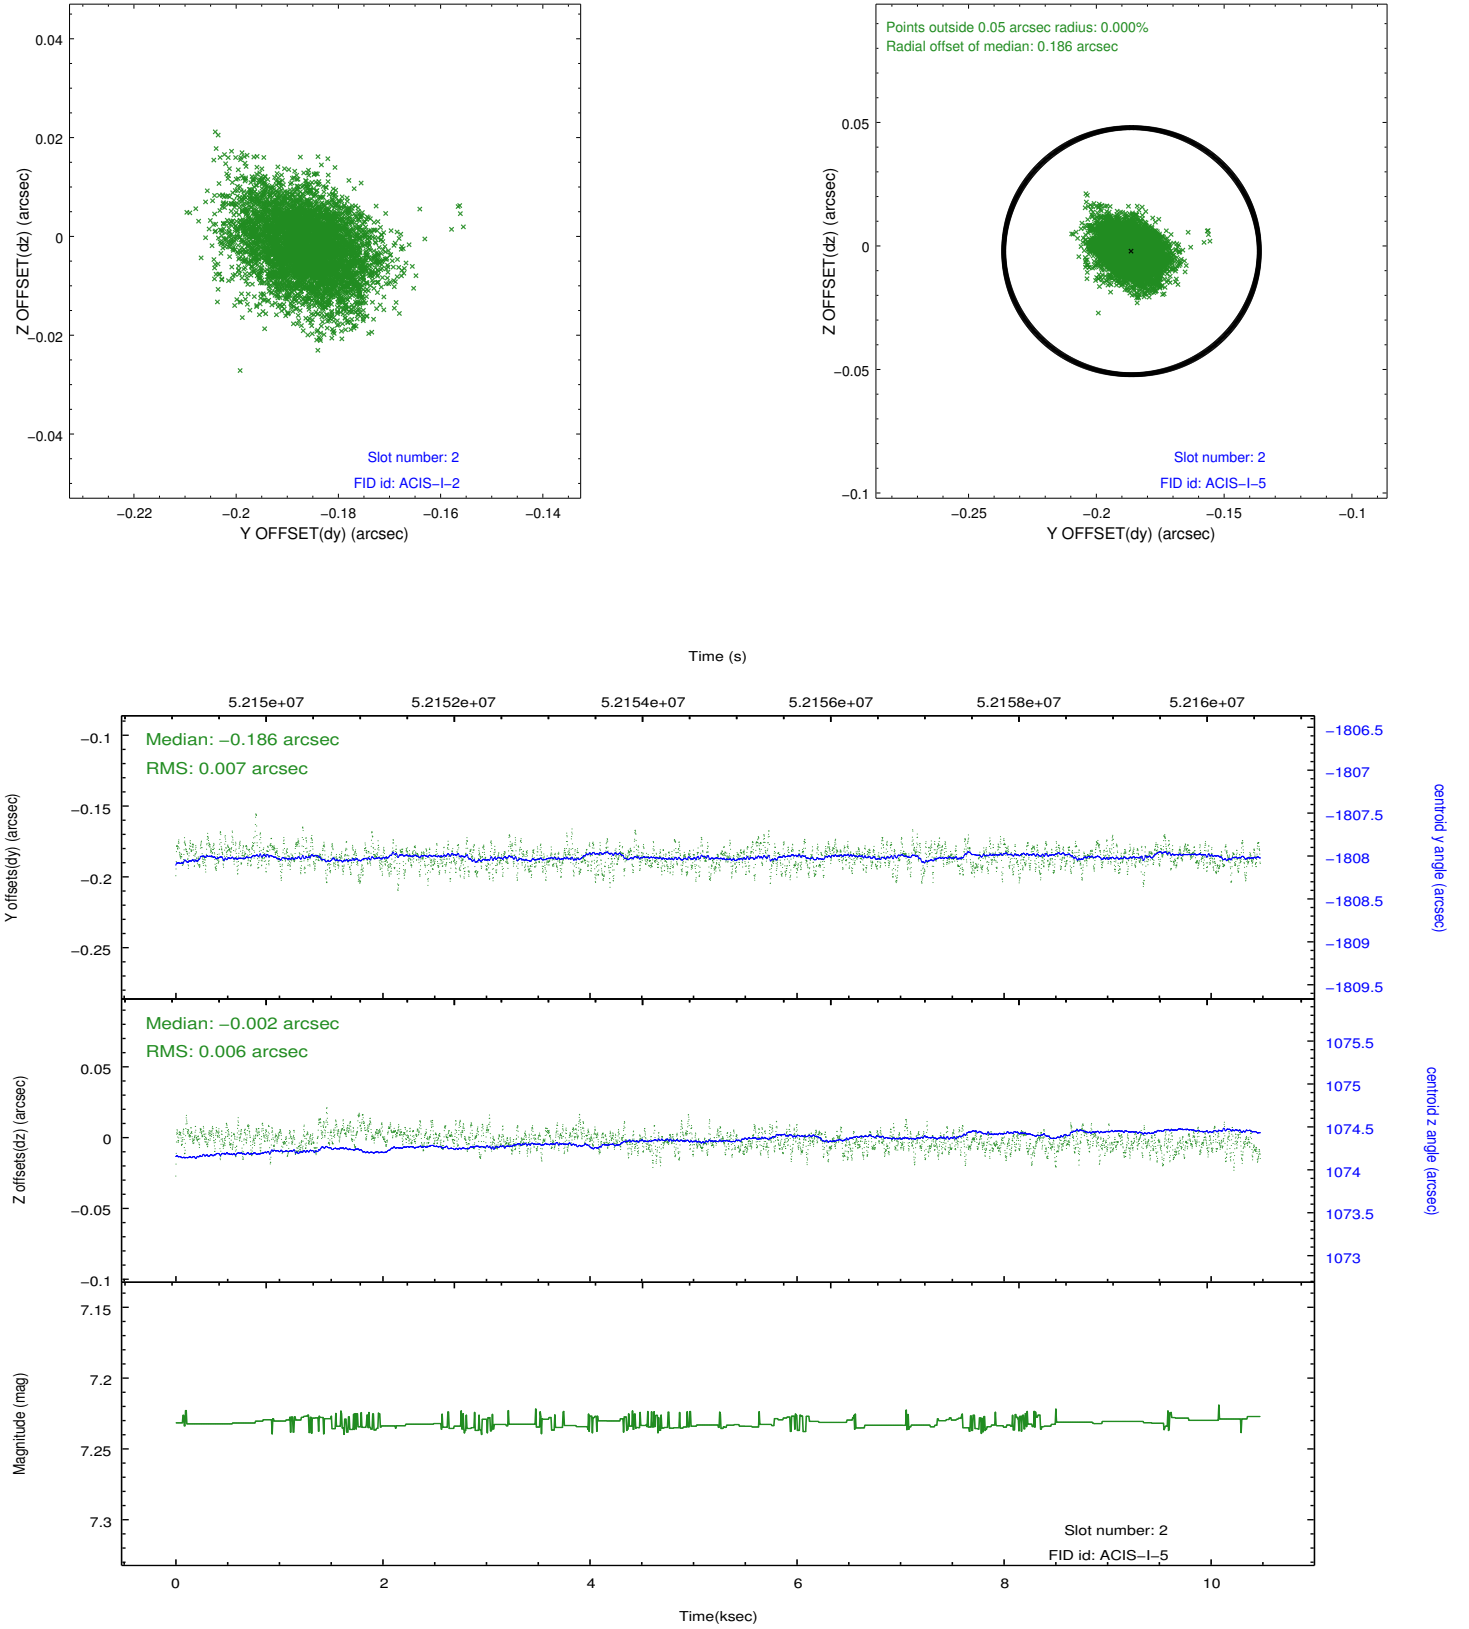 0.04
0.02
0
−0.02
−0.04
Z OFFSET(dz) (arcsec)
Slot number: 2
FID id: ACIS−I−2
−0.22
−0.2
−0.18
−0.16
−0.14
Y OFFSET(dy) (arcsec)
Points outside 0.05 arcsec radius: 0.000%
Radial offset of median: 0.186 arcsec
0.05
0
−0.05
−0.1
Z OFFSET(dz) (arcsec)
Slot number: 2
FID id: ACIS−I−5
−0.25
−0.2
−0.15
−0.1
Y OFFSET(dy) (arcsec)
Time (s)
5.215e+07
5.2152e+07
5.2154e+07
5.2156e+07
5.2158e+07
5.216e+07
Median: −0.186 arcsec
RMS: 0.007 arcsec
−0.1
−0.15
−0.2
−0.25
Y offsets(dy) (arcsec)
−1806.5
−1807
−1807.5
−1808
−1808.5
−1809
−1809.5
centroid y angle (arcsec)
Median: −0.002 arcsec
RMS: 0.006 arcsec
0.05
0
−0.05
−0.1
Z offsets(dz) (arcsec)
1075.5
1075
1074.5
1074
1073.5
1073
centroid z angle (arcsec)
7.15
7.2
7.25
7.3
Magnitude (mag)
Slot number: 2
FID id: ACIS−I−5
0
2
4
6
8
10
Time(ksec)